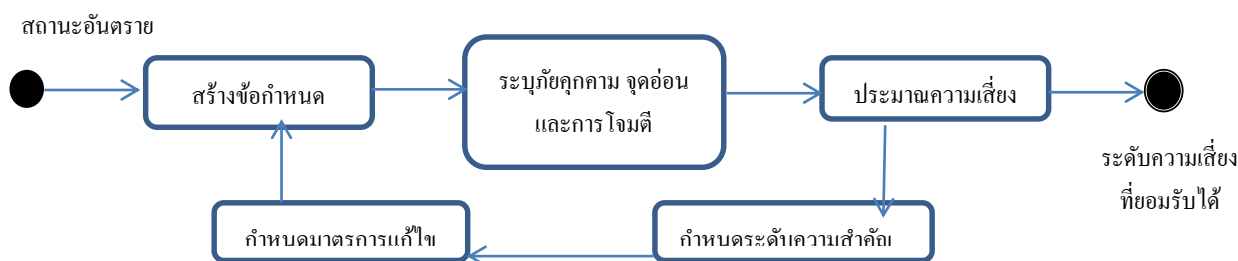 สถานะอันตราย
สร้างข้อกำหนด
ระบุภัยคุกคาม จุดอ่อน
และการโจมตี
ประมาณความเสี่ยง
ระดับความเสี่ยง
ที่ยอมรับได้
กำหนดมาตรการแก้ไข
กำหนดระดับความสำคัญ